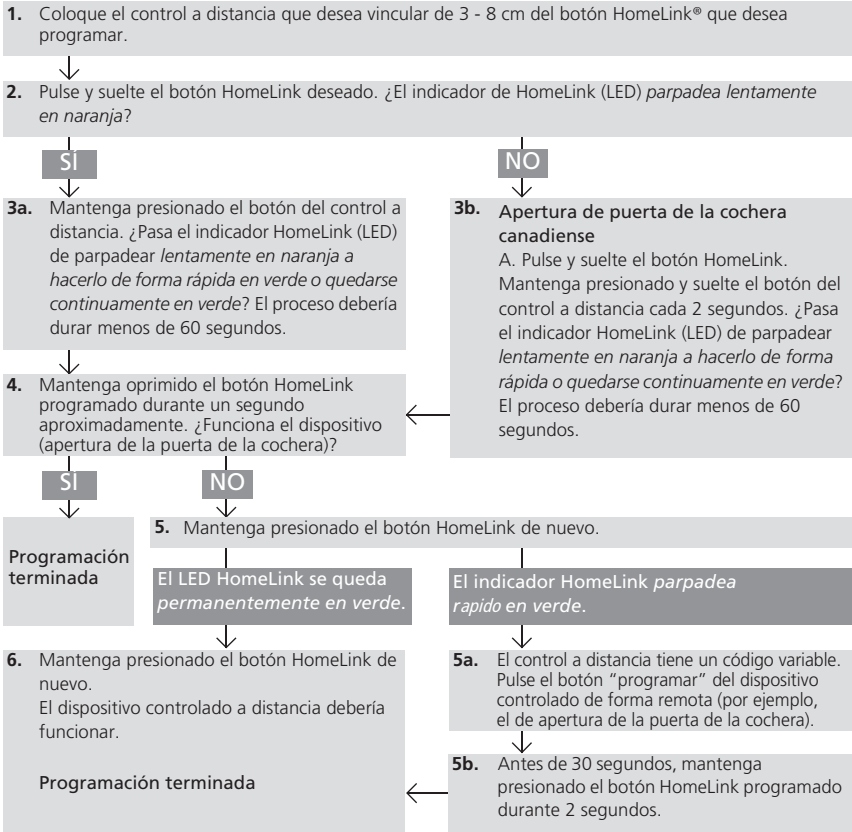 1. Coloque el control a distancia que desea vincular de 3 - 8 cm del botón HomeLink® que desea
programar.
2. Pulse y suelte el botón HomeLink deseado. ¿El indicador de HomeLink (LED) parpadea lentamente
en naranja?
SÍ
NO
3a. Mantenga presionado el botón del control a
distancia. ¿Pasa el indicador HomeLink (LED)
de parpadear lentamente en naranja a
hacerlo de forma rápida en verde o quedarse
continuamente en verde? El proceso debería
durar menos de 60 segundos.
3b. Apertura de puerta de la cochera
canadiense
A. Pulse y suelte el botón HomeLink.
Mantenga presionado y suelte el botón del
control a distancia cada 2 segundos. ¿Pasa
el indicador HomeLink (LED) de parpadear
lentamente en naranja a hacerlo de forma
rápida o quedarse continuamente en verde?
El proceso debería durar menos de 60
segundos.
4. Mantenga oprimido el botón HomeLink
programado durante un segundo
aproximadamente. ¿Funciona el dispositivo
(apertura de la puerta de la cochera)?
SÍ
NO
Programación
terminada
5. Mantenga presionado el botón HomeLink de nuevo.
El LED HomeLink se queda
permanentemente en verde.
El indicador HomeLink parpadea
rapido en verde.
6. Mantenga presionado el botón HomeLink de
nuevo.
El dispositivo controlado a distancia debería
funcionar.
Programación terminada
5a. El control a distancia tiene un código variable.
Pulse el botón “programar” del dispositivo
controlado de forma remota (por ejemplo,
el de apertura de la puerta de la cochera).
5b. Antes de 30 segundos, mantenga
presionado el botón HomeLink programado
durante 2 segundos.